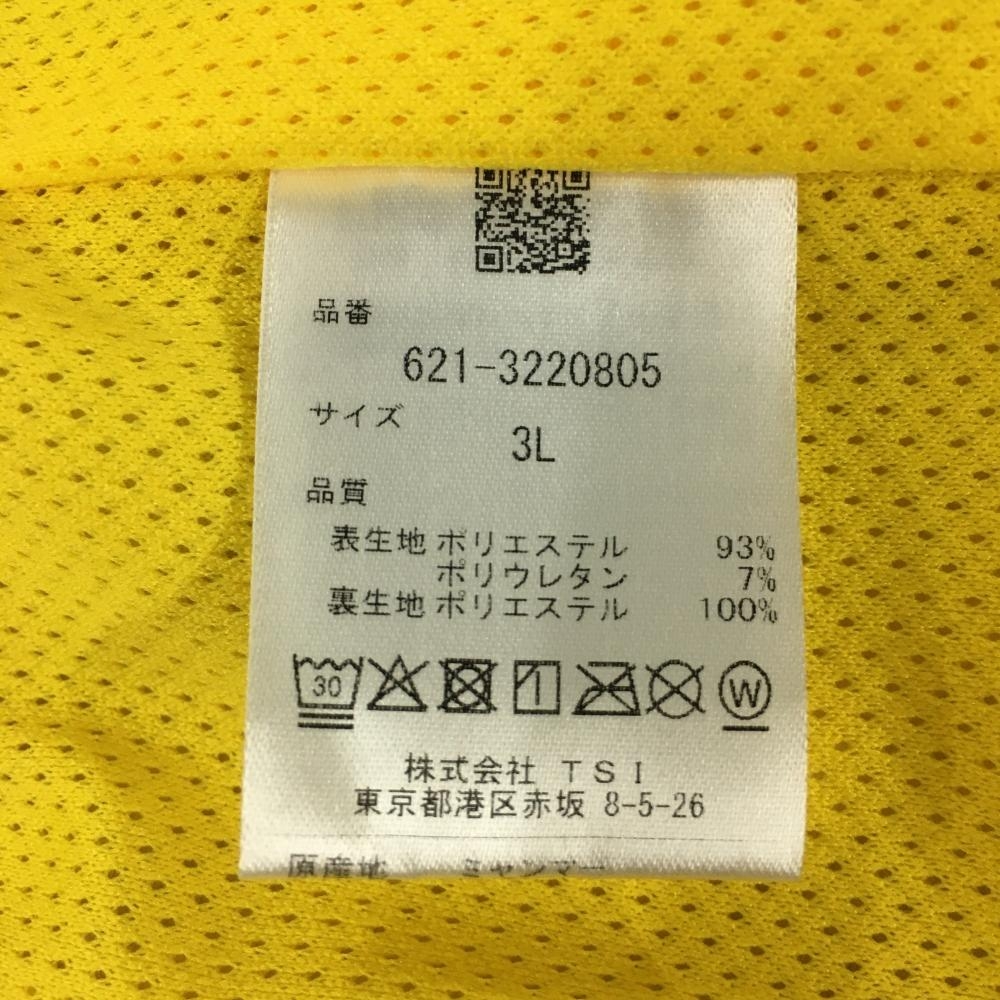 品番
621-3220805
サイズ
3L
品質
表生地 ポリエステル 93%
ポリウレタン 7%
裏生地 ポリエステル 100%
30
W
株式会社 TSI
東京都港区赤坂 8-5-26
原産地 ミャンマー